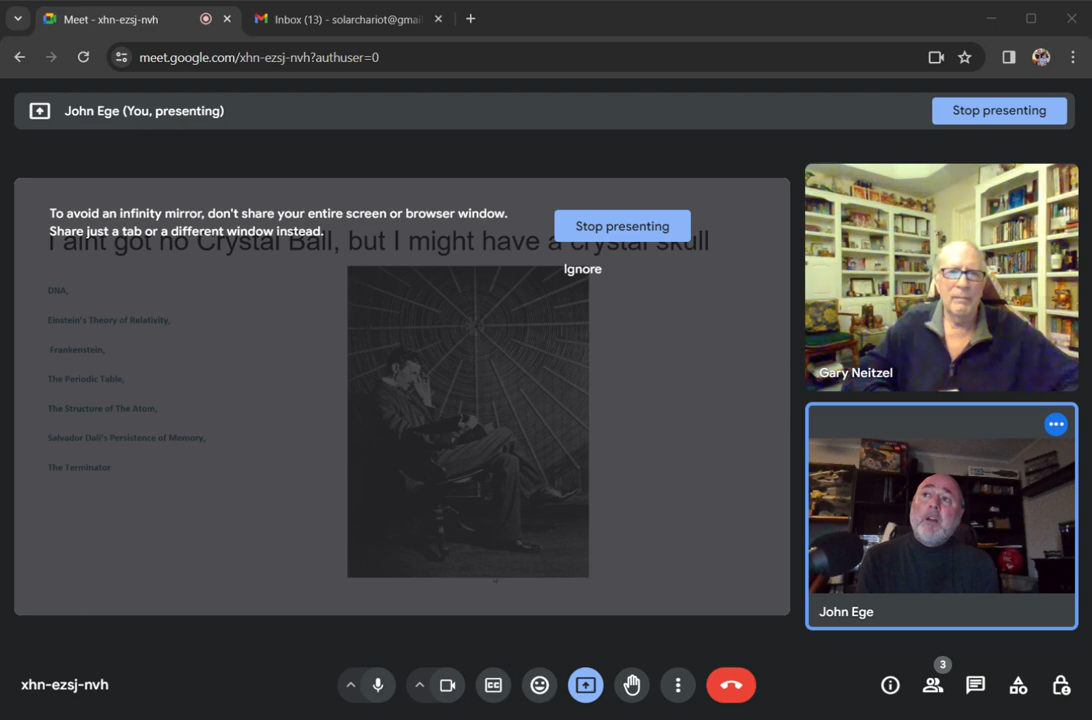 Meet - xhn-ezsj-nvh
Inbox (13) - solarchariot@gmai
meet.google.com/xhn-ezsj-nvh?authuser=0
John Ege (You, presenting)
Stop presenting
To avoid an infinity mirror, don't share your entire screen or browser window.
Share just a tab or a different window instead.
Stop presenting
Ignore
I aint got no Crystal Ball, but I might have a crystal skull
DNA,
Einstein's Theory of Relativity,
Frankenstein,
The Periodic Table,
The Structure of The Atom,
Salvador Dali's Persistence of Memory,
The Terminator
Gary Neitzel
John Ege
xhn-ezsj-nvh
CC
3